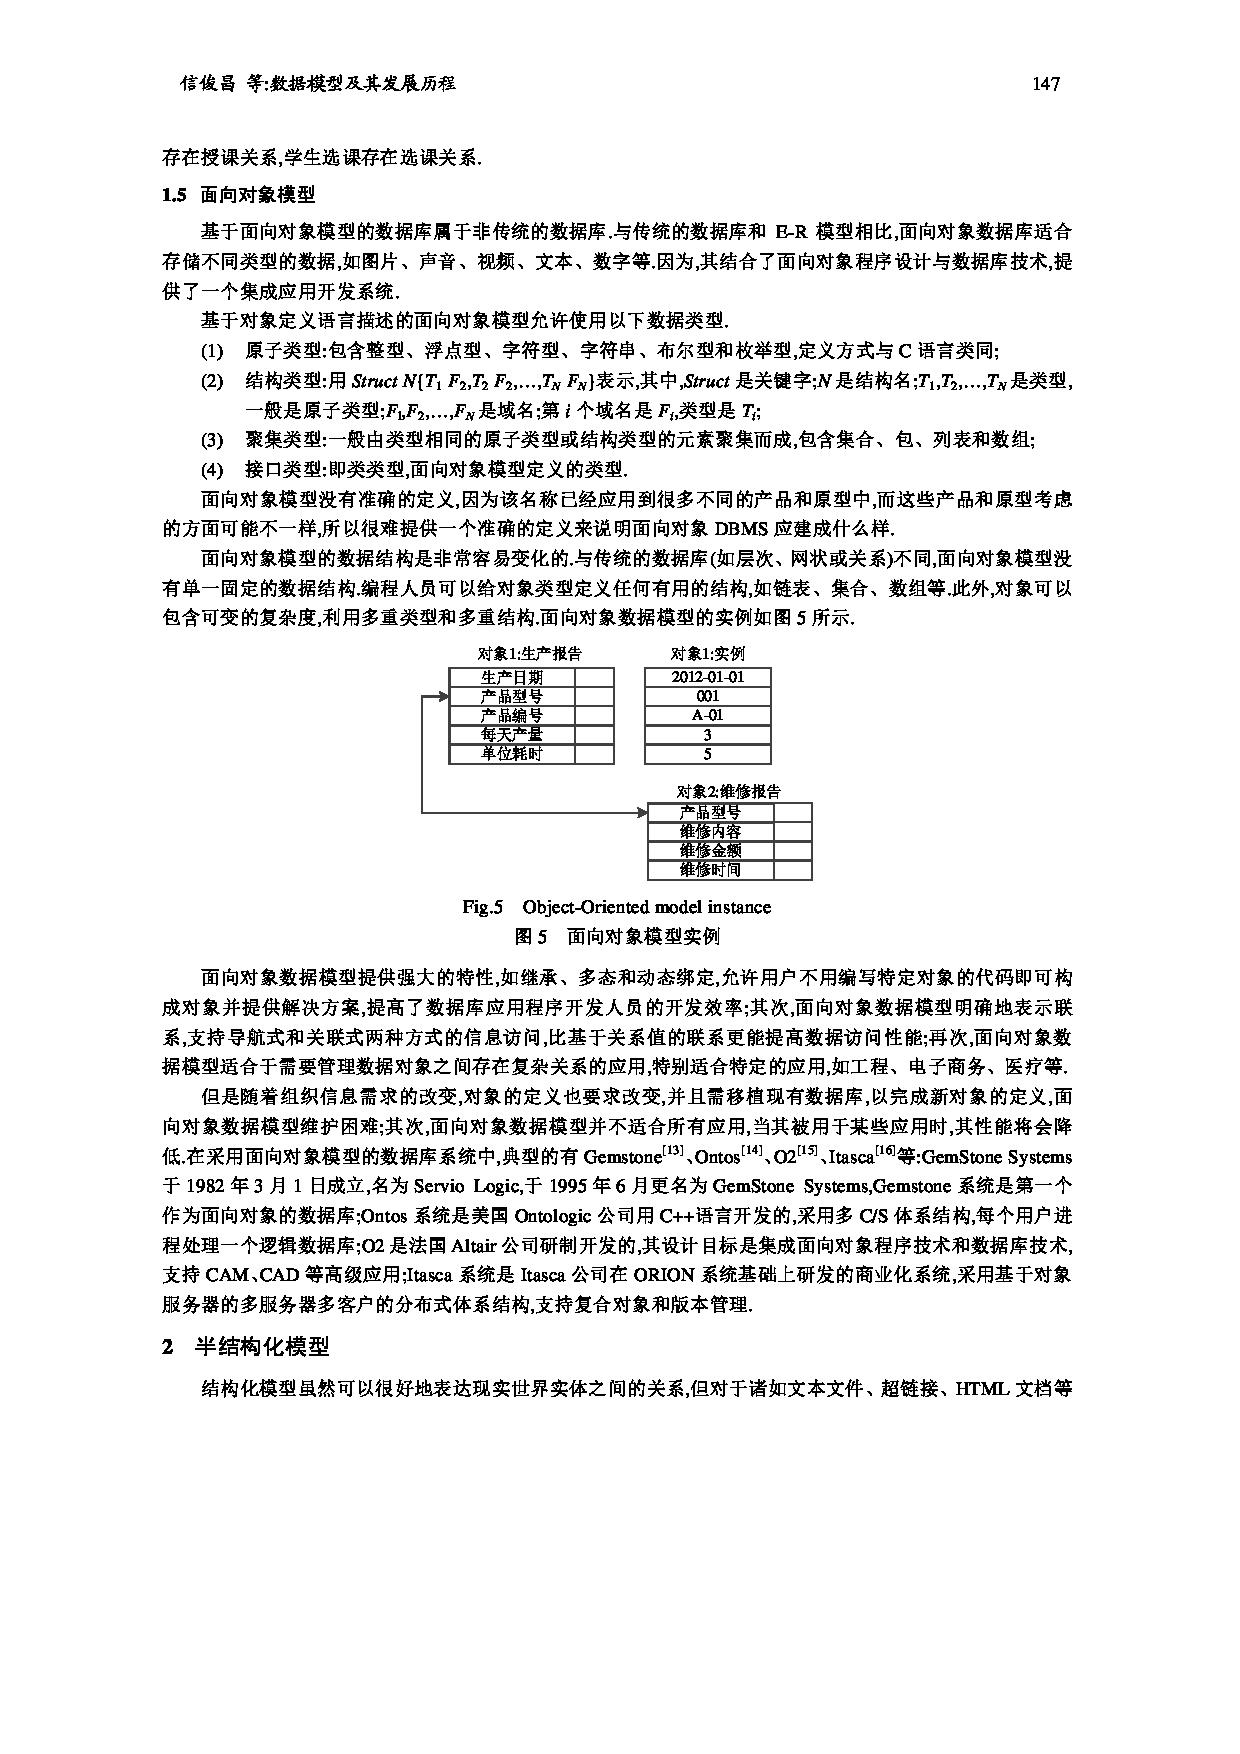 信俊昌 等:数据模型及其发展历程 147
存在授课关系,学生选课存在选课关系.
1.5 面向对象模型
基于面向对象模型的数据库属于非传统的数据库.与传统的数据库和 E-R 模型相比,面向对象数据库适合
存储不同类型的数据,如图片、声音、视频、文本、数字等.因为,其结合了面向对象程序设计与数据库技术,提
供了一个集成应用开发系统.
基于对象定义语言描述的面向对象模型允许使用以下数据类型.
(1) 原子类型:包含整型、浮点型、字符型、字符串、布尔型和枚举型,定义方式与 C 语言类同;
(2) 结构类型:用 Struct N{T1 F2,T2 F2,…,TN FN}表示,其中,Struct 是关键字;N 是结构名;T1,T2,…,TN 是类型,
一般是原子类型;F1,F2,…,FN 是域名;第 i 个域名是 Fi,类型是 Ti;
(3) 聚集类型:一般由类型相同的原子类型或结构类型的元素聚集而成,包含集合、包、列表和数组;
(4) 接口类型:即类类型,面向对象模型定义的类型.
面向对象模型没有准确的定义,因为该名称已经应用到很多不同的产品和原型中,而这些产品和原型考虑
的方面可能不一样,所以很难提供一个准确的定义来说明面向对象 DBMS 应建成什么样.
面向对象模型的数据结构是非常容易变化的.与传统的数据库(如层次、网状或关系)不同,面向对象模型没
有单一固定的数据结构.编程人员可以给对象类型定义任何有用的结构,如链表、集合、数组等.此外,对象可以
包含可变的复杂度,利用多重类型和多重结构.面向对象数据模型的实例如图 5 所示.
对象1:生产报告 对象1:实例
生产日期 2012-01-01
产品型号 001
产品编号 A-01
每天产量 3
单位耗时 5
对象2:维修报告
产品型号
维修内容
维修金额
维修时间
Fig.5 Object-Oriented model instance
图 5 面向对象模型实例
面向对象数据模型提供强大的特性,如继承、多态和动态绑定,允许用户不用编写特定对象的代码即可构
成对象并提供解决方案,提高了数据库应用程序开发人员的开发效率;其次,面向对象数据模型明确地表示联
系,支持导航式和关联式两种方式的信息访问,比基于关系值的联系更能提高数据访问性能;再次,面向对象数
据模型适合于需要管理数据对象之间存在复杂关系的应用,特别适合特定的应用,如工程、电子商务、医疗等.
但是随着组织信息需求的改变,对象的定义也要求改变,并且需移植现有数据库,以完成新对象的定义,面
向对象数据模型维护困难;其次,面向对象数据模型并不适合所有应用,当其被用于某些应用时,其性能将会降
低.在采用面向对象模型的数据库系统中,典型的有 Gemstone[13]、Ontos[14]、O2[15]、Itasca[16]等:GemStone Systems
于 1982 年 3 月 1 日成立,名为 Servio Logic,于 1995 年 6 月更名为 GemStone Systems,Gemstone 系统是第一个
作为面向对象的数据库;Ontos 系统是美国 Ontologic 公司用 C++语言开发的,采用多 C/S 体系结构,每个用户进
程处理一个逻辑数据库;O2 是法国 Altair 公司研制开发的,其设计目标是集成面向对象程序技术和数据库技术,
支持 CAM、CAD 等高级应用;Itasca 系统是 Itasca 公司在 ORION 系统基础上研发的商业化系统,采用基于对象
服务器的多服务器多客户的分布式体系结构,支持复合对象和版本管理.
2 半结构化模型
结构化模型虽然可以很好地表达现实世界实体之间的关系,但对于诸如文本文件、超链接、HTML 文档等